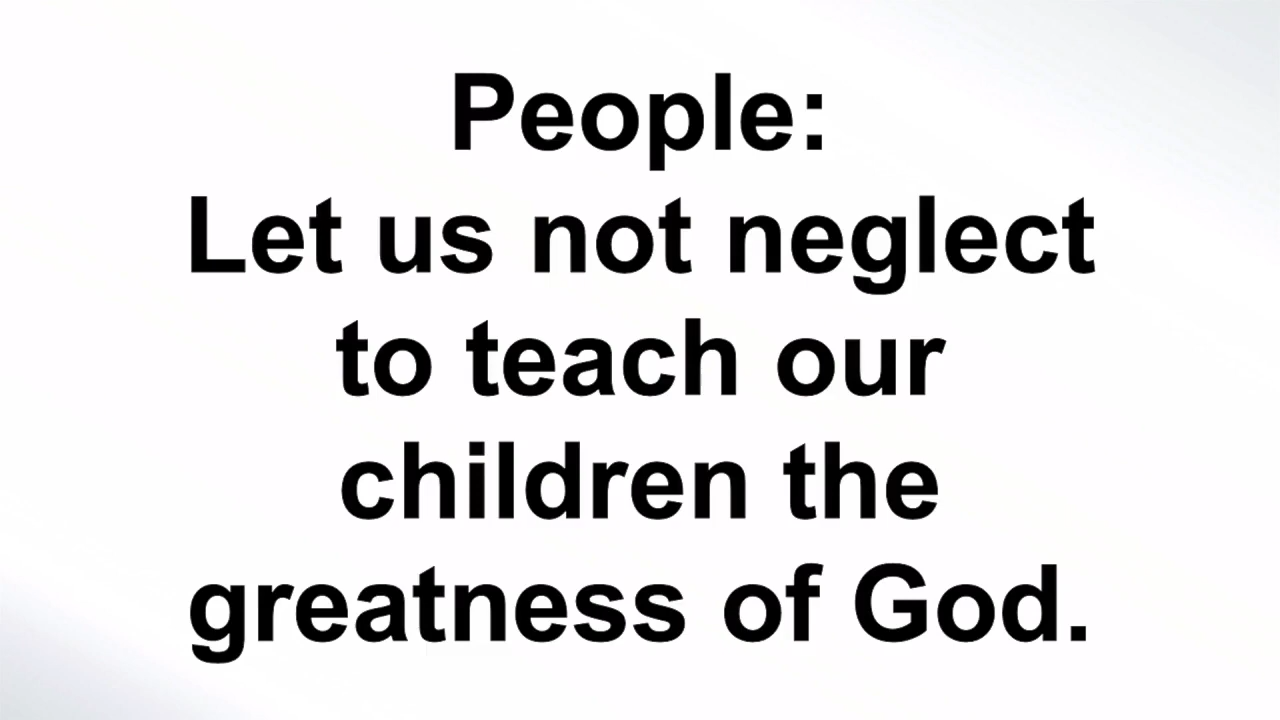 People:
Let us not neglect
to teach our
children the
greatness of God.